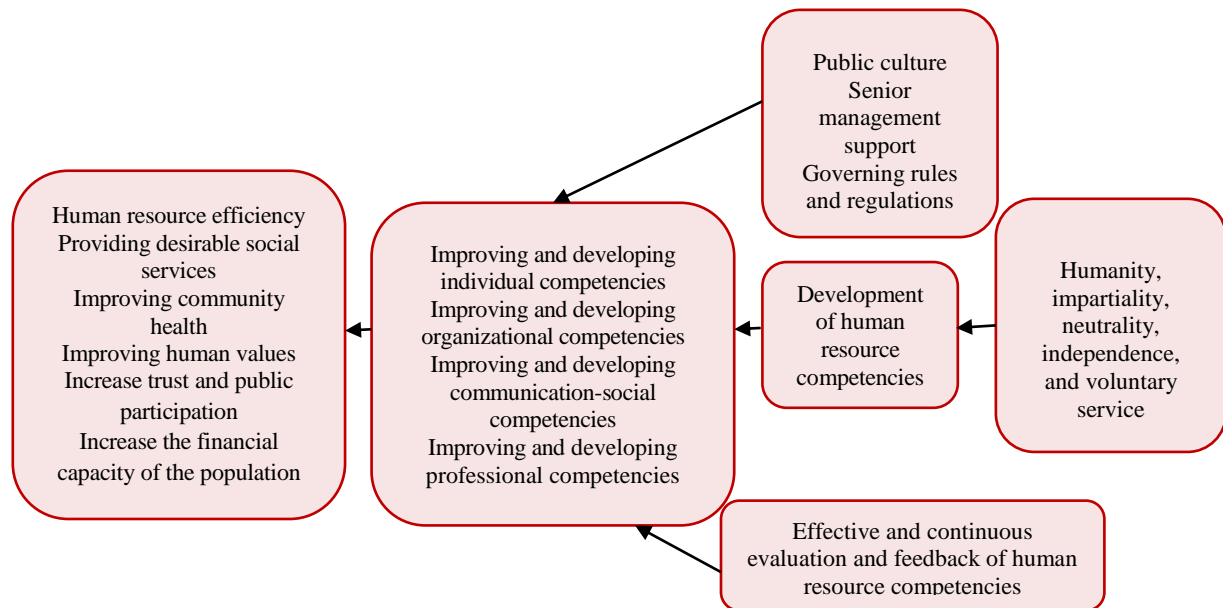 Public culture
Senior
management
support
Governing rules
and regulations
Human resource efficiency
Providing desirable social
services
Improving community
health
Improving human values
Increase trust and public
participation
Increase the financial
capacity of the population
Improving and developing
individual competencies
Improving and developing
organizational competencies
Improving and developing
communication-social
competencies
Improving and developing
professional competencies
Development
of human
resource
competencies
Humanity,
impartiality,
neutrality,
independence,
and voluntary
service
Effective and continuous
evaluation and feedback of human
resource competencies